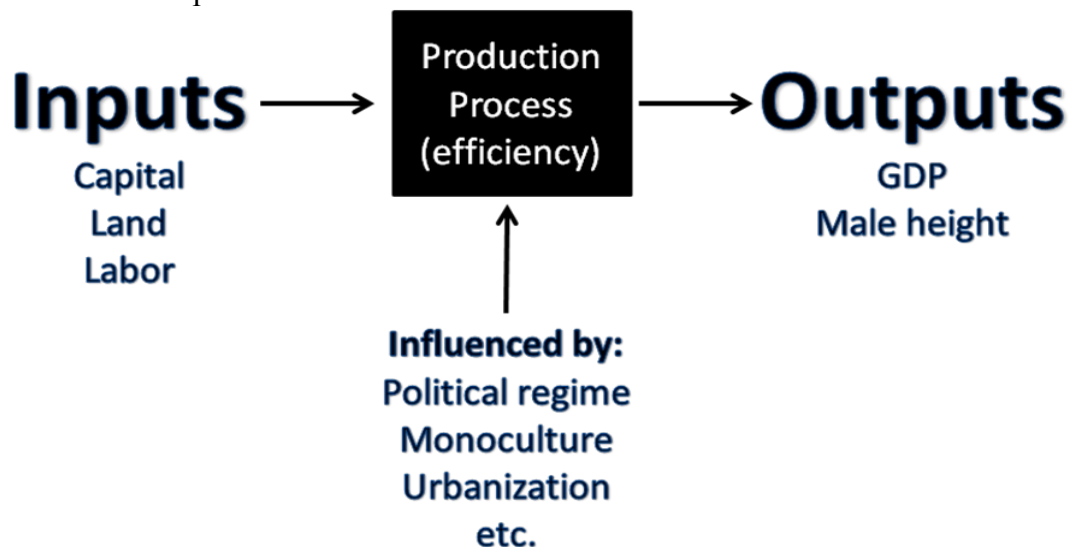 Inputs
Capital
Land
Labor
Production
Process
(efficiency)
Outputs
GDP
Male height
Influenced by:
Political regime
Monoculture
Urbanization
etc.